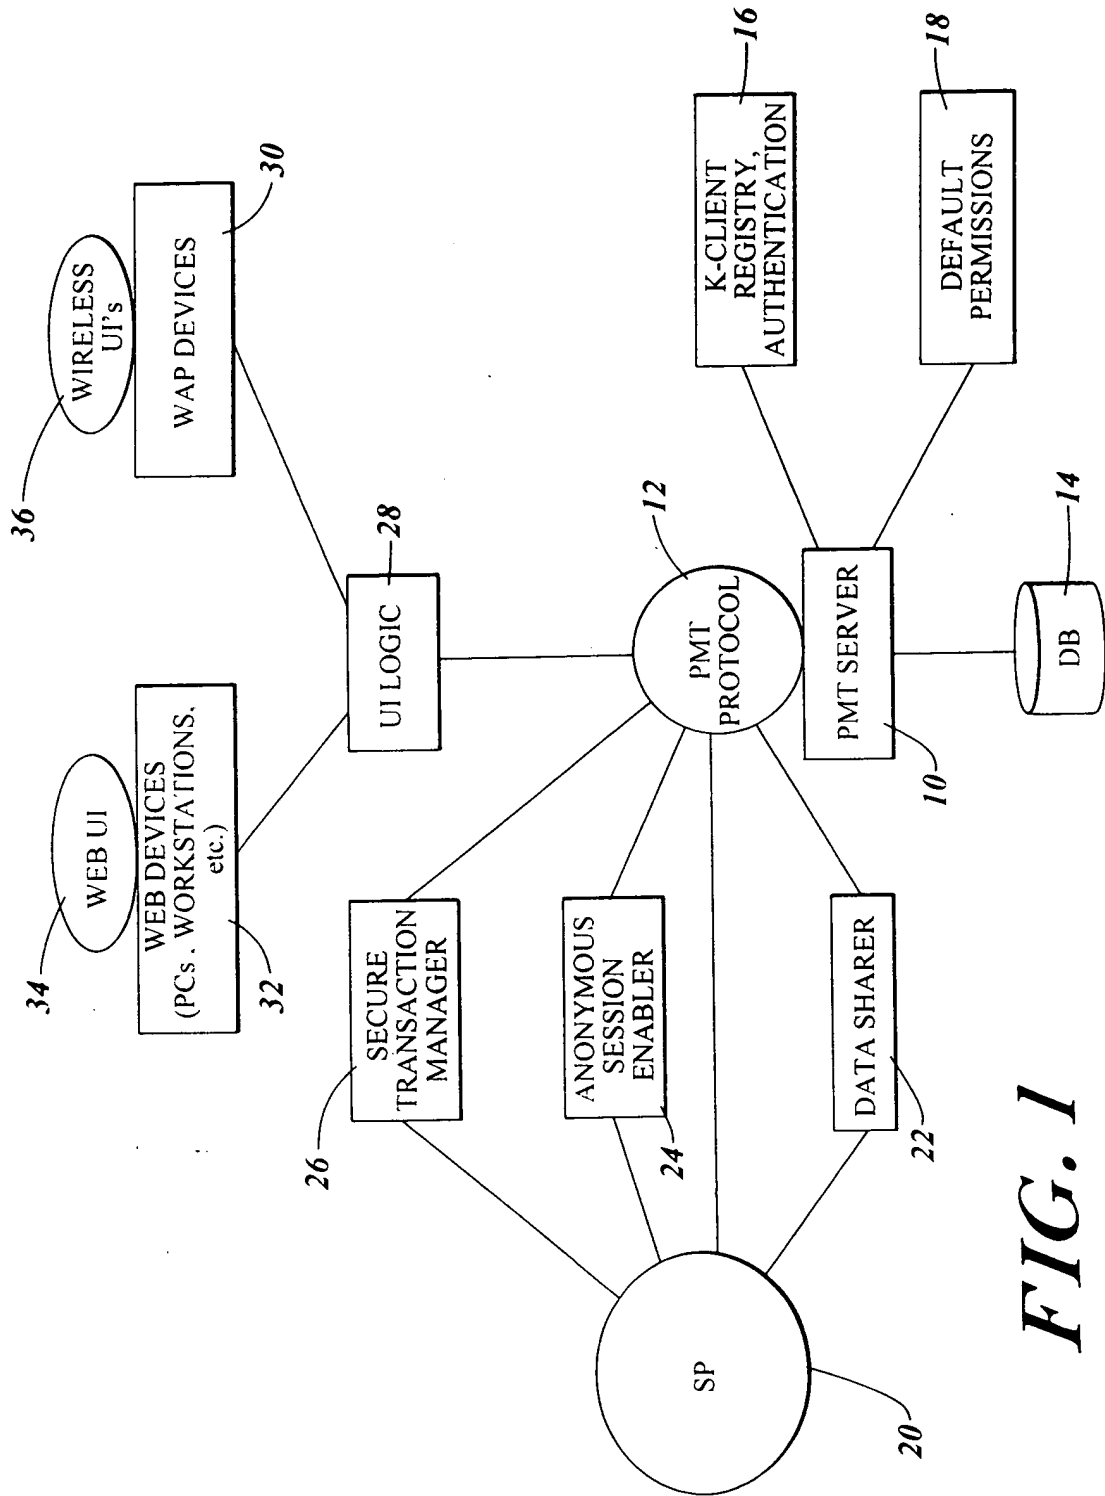 34
WEB UI
WEB DEVICES
(PCs, WORKSTATIONS,
etc.)
32
36
WIRELESS
UI's
WAP DEVICES
30
UI LOGIC
28
26
SECURE
TRANSACTION
MANAGER
ANONYMOUS
SESSION
ENABLER
24
DATA SHARER
22
SP
20
PMT
PROTOCOL
12
PMT SERVER
10
DB
14
K-CLIENT
REGISTRY,
AUTHENTICATION
16
DEFAULT
PERMISSIONS
18
FIG. 1